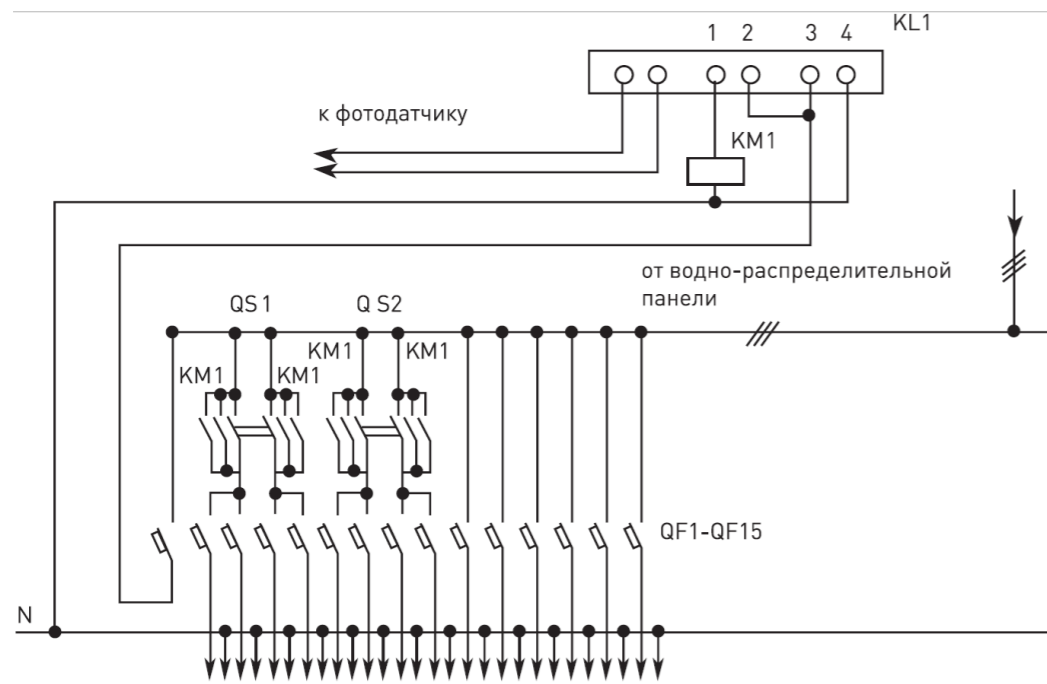 KL1
1 2 3 4
к фотодатчику
KM1
от водно-распределительной
панели
QS1 Q S2
KM1 KM1
KM1 KM1
QF1-QF15
N